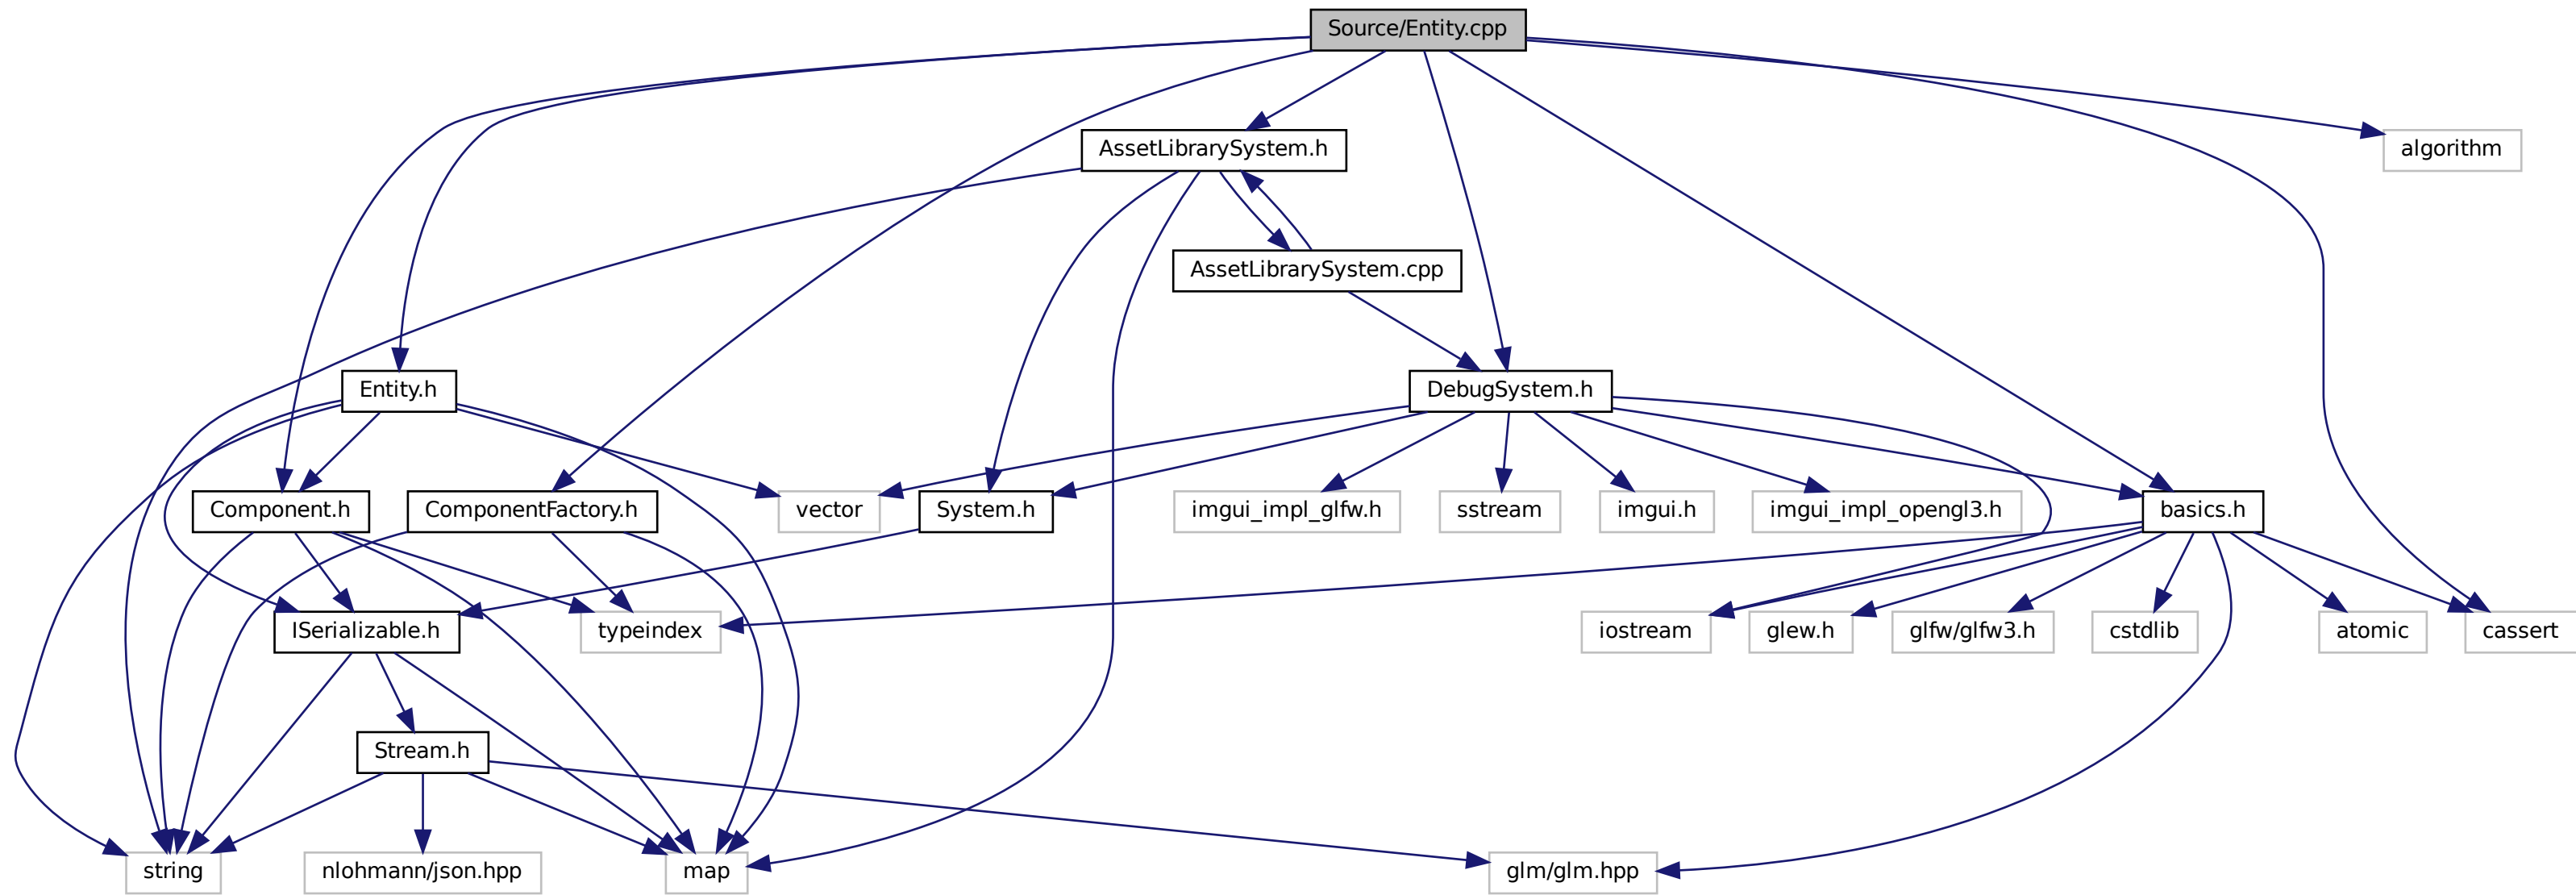 Source/Entity.cpp
AssetLibrarySystem.h
algorithm
AssetLibrarySystem.cpp
Entity.h
DebugSystem.h
Component.h
ComponentFactory.h
vector
System.h
imgui_impl_glfw.h
sstream
imgui.h
imgui_impl_opengl3.h
basics.h
ISerializable.h
typeindex
iostream
glew.h
glfw/glfw3.h
cstdlib
atomic
cassert
Stream.h
string
nlohmann/json.hpp
map
glm/glm.hpp